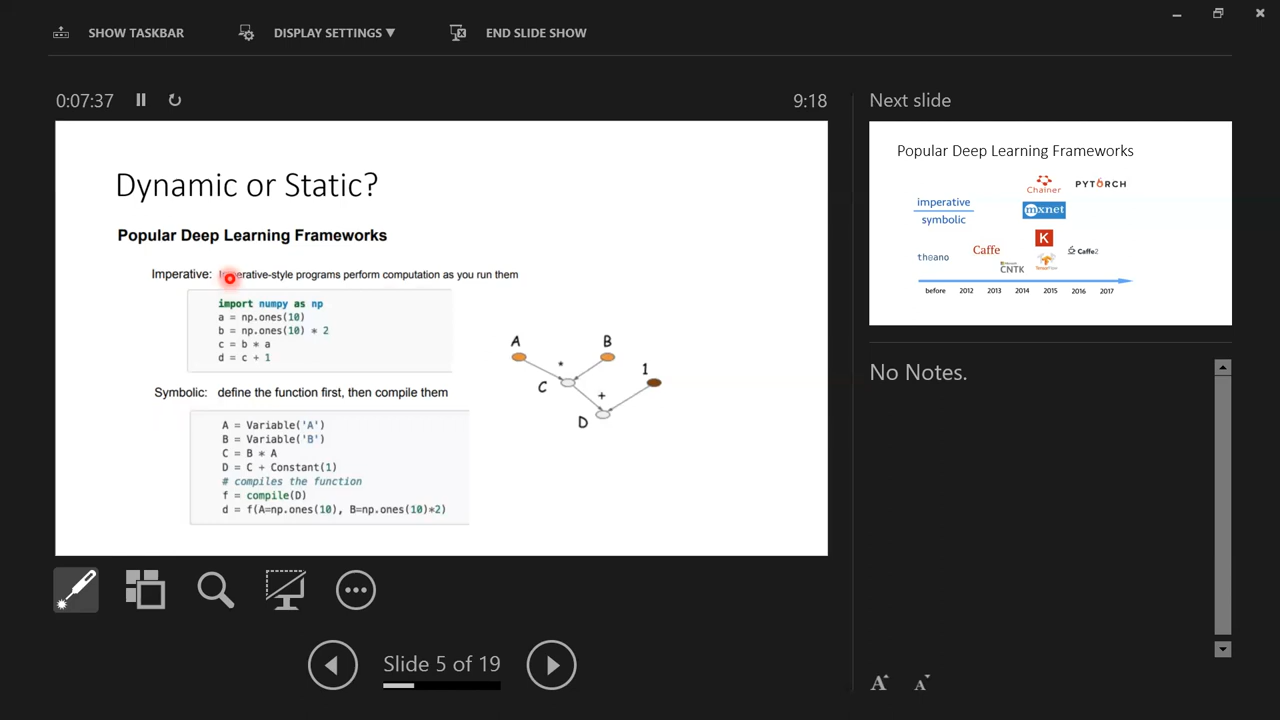 SHOW TASKBAR
DISPLAY SETTINGS ▼
END SLIDE SHOW
0:07:37
9:18
Dynamic or Static?
Popular Deep Learning Frameworks
Imperative: Imperative-style programs perform computation as you run them
import numpy as np
a = np.ones(10)
b = np.ones(10) * 2
c = b * a
d = c + 1
Symbolic: define the function first, then compile them
A = Variable('A')
B = Variable('B')
C = B * A
D = C + Constant(1)
# compiles the function
f = compile(D)
d = f(A=np.ones(10), B=np.ones(10)*2)
A
B
*
1
C
+
D
Slide 5 of 19
Next slide
Popular Deep Learning Frameworks
Chainer
PYTORCH
imperative
symbolic
mxnet
K
theano
Caffe
Microsoft
CNTK
TensorFlow
Caffe2
before 2012 2013 2014 2015 2016 2017
No Notes.
A A